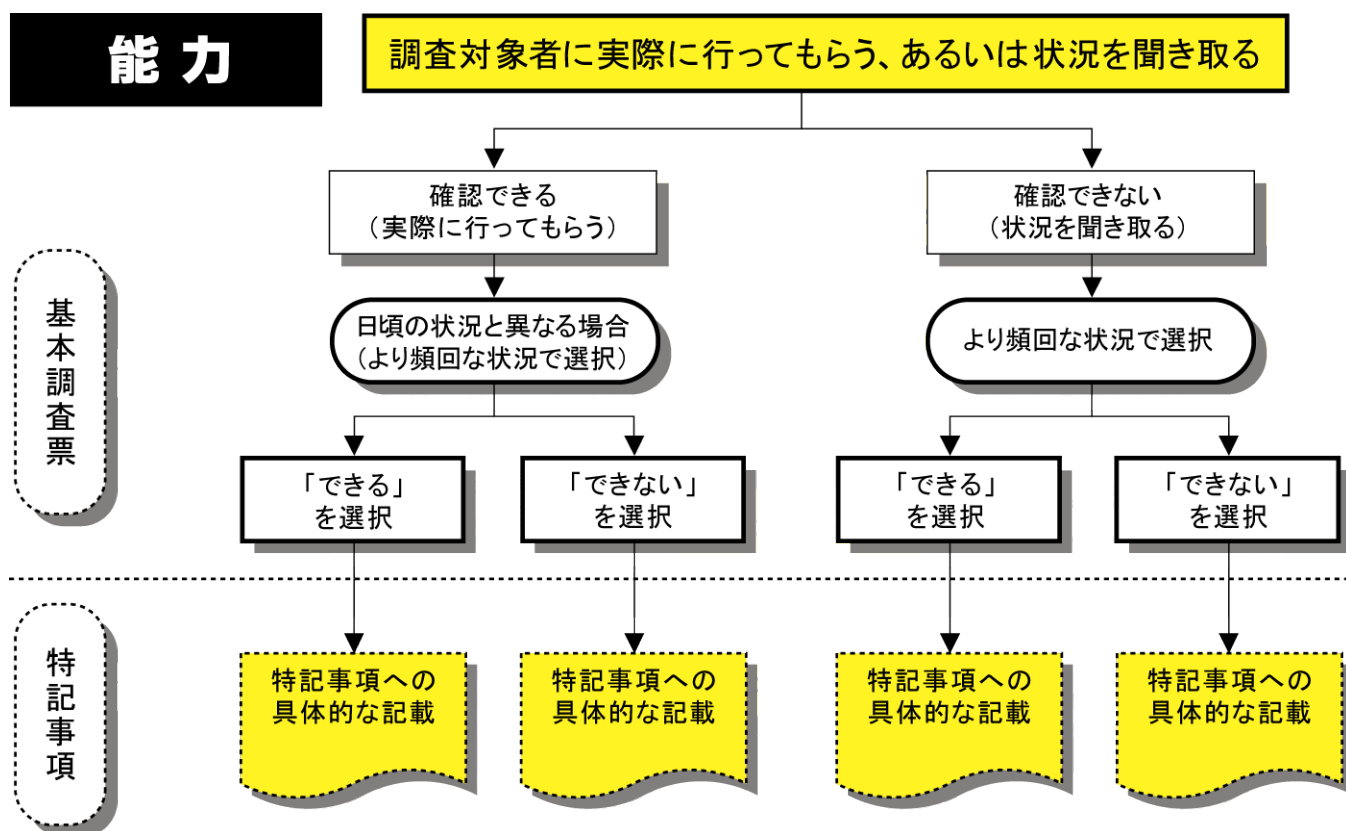 能力
調査対象者に実際に行ってもらう、あるいは状況を聞き取る
確認できる
（実際に行ってもらう）
確認できない
（状況を聞き取る）
基本調査票
日頃の状況と異なる場合
（より頻回な状況で選択）
より頻回な状況で選択
「できる」
を選択
「できない」
を選択
「できる」
を選択
「できない」
を選択
特記事項
特記事項への
具体的な記載
特記事項への
具体的な記載
特記事項への
具体的な記載
特記事項への
具体的な記載